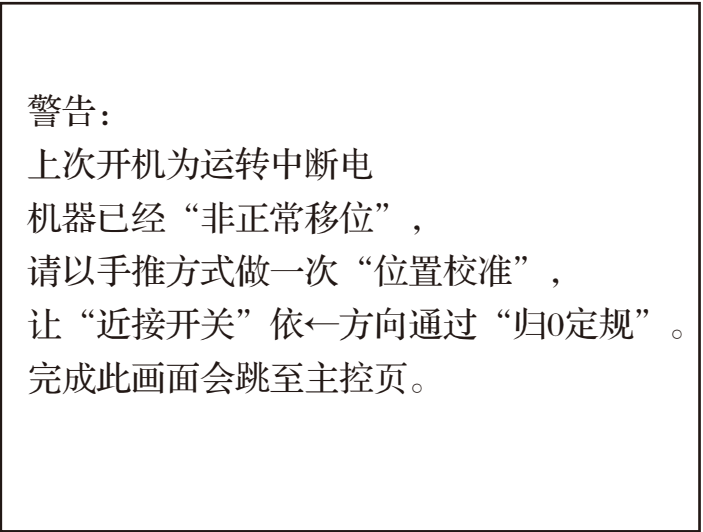 警告：
上次开机为运转中断电
机器已经“非正常移位”，
请以手推方式做一次“位置校准”，
让“近接开关”依←方向通过“归0定规”。
完成此画面会跳至主控页。